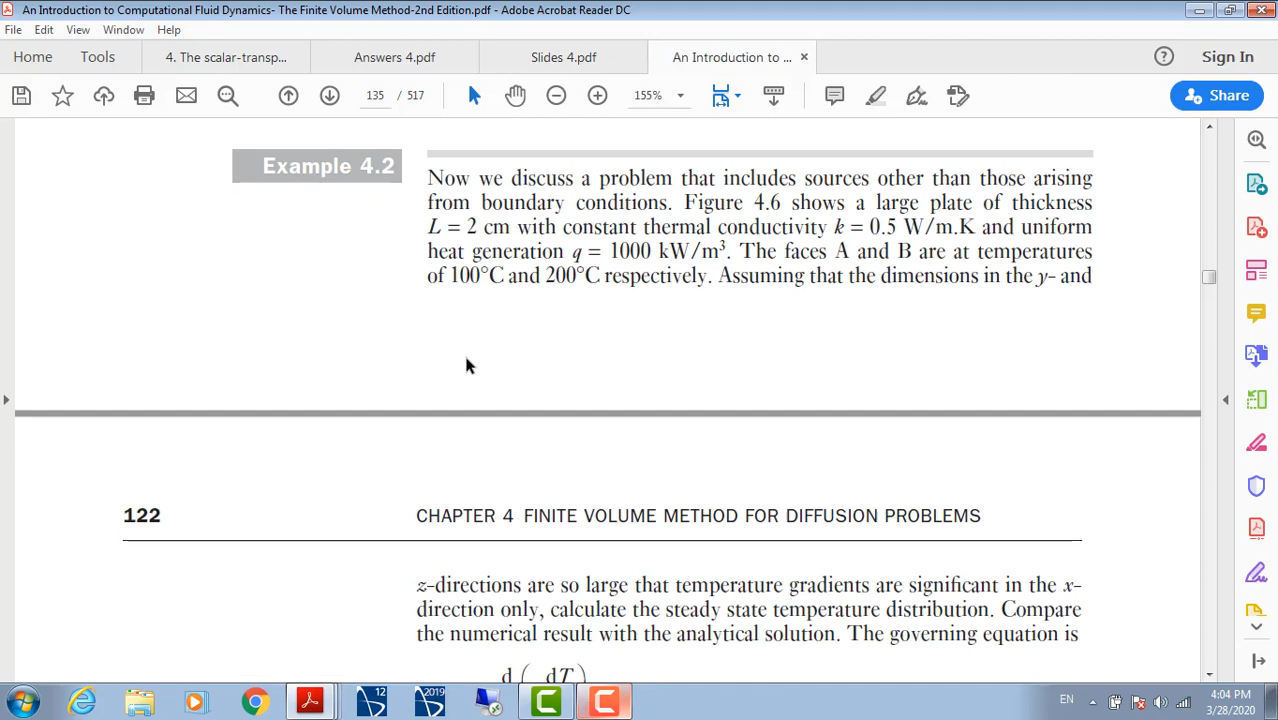 An Introduction to Computational Fluid Dynamics- The Finite Volume Method-2nd Edition.pdf - Adobe Acrobat Reader DC
File Edit View Window Help
Home Tools 4. The scalar-transp... Answers 4.pdf Slides 4.pdf An Introduction to ... × ? Sign In
135 / 517 155% Share
Example 4.2
Now we discuss a problem that includes sources other than those arising
from boundary conditions. Figure 4.6 shows a large plate of thickness
L = 2 cm with constant thermal conductivity k = 0.5 W/m.K and uniform
heat generation q = 1000 kW/m³. The faces A and B are at temperatures
of 100°C and 200°C respectively. Assuming that the dimensions in the y- and
122 CHAPTER 4 FINITE VOLUME METHOD FOR DIFFUSION PROBLEMS
z-directions are so large that temperature gradients are significant in the x-
direction only, calculate the steady state temperature distribution. Compare
the numerical result with the analytical solution. The governing equation is
d ( dT )
12 2019 EN 4:04 PM
3/28/2020